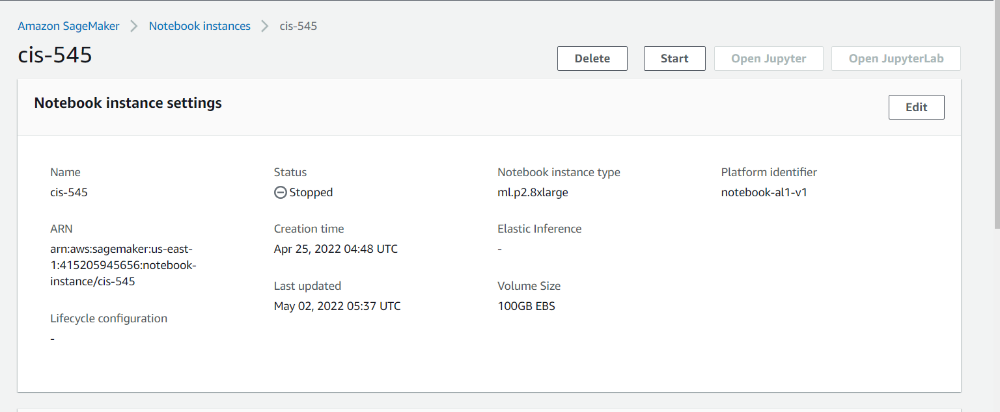 Amazon SageMaker > Notebook instances > cis-545
cis-545
Delete Start Open Jupyter Open JupyterLab
Notebook instance settings
Edit
Name
cis-545
ARN
arn:aws:sagemaker:us-east-
1:415205945656:notebook-
instance/cis-545
Lifecycle configuration
-
Status
Stopped
Creation time
Apr 25, 2022 04:48 UTC
Last updated
May 02, 2022 05:37 UTC
Notebook instance type
ml.p2.8xlarge
Elastic Inference
-
Volume Size
100GB EBS
Platform identifier
notebook-al1-v1